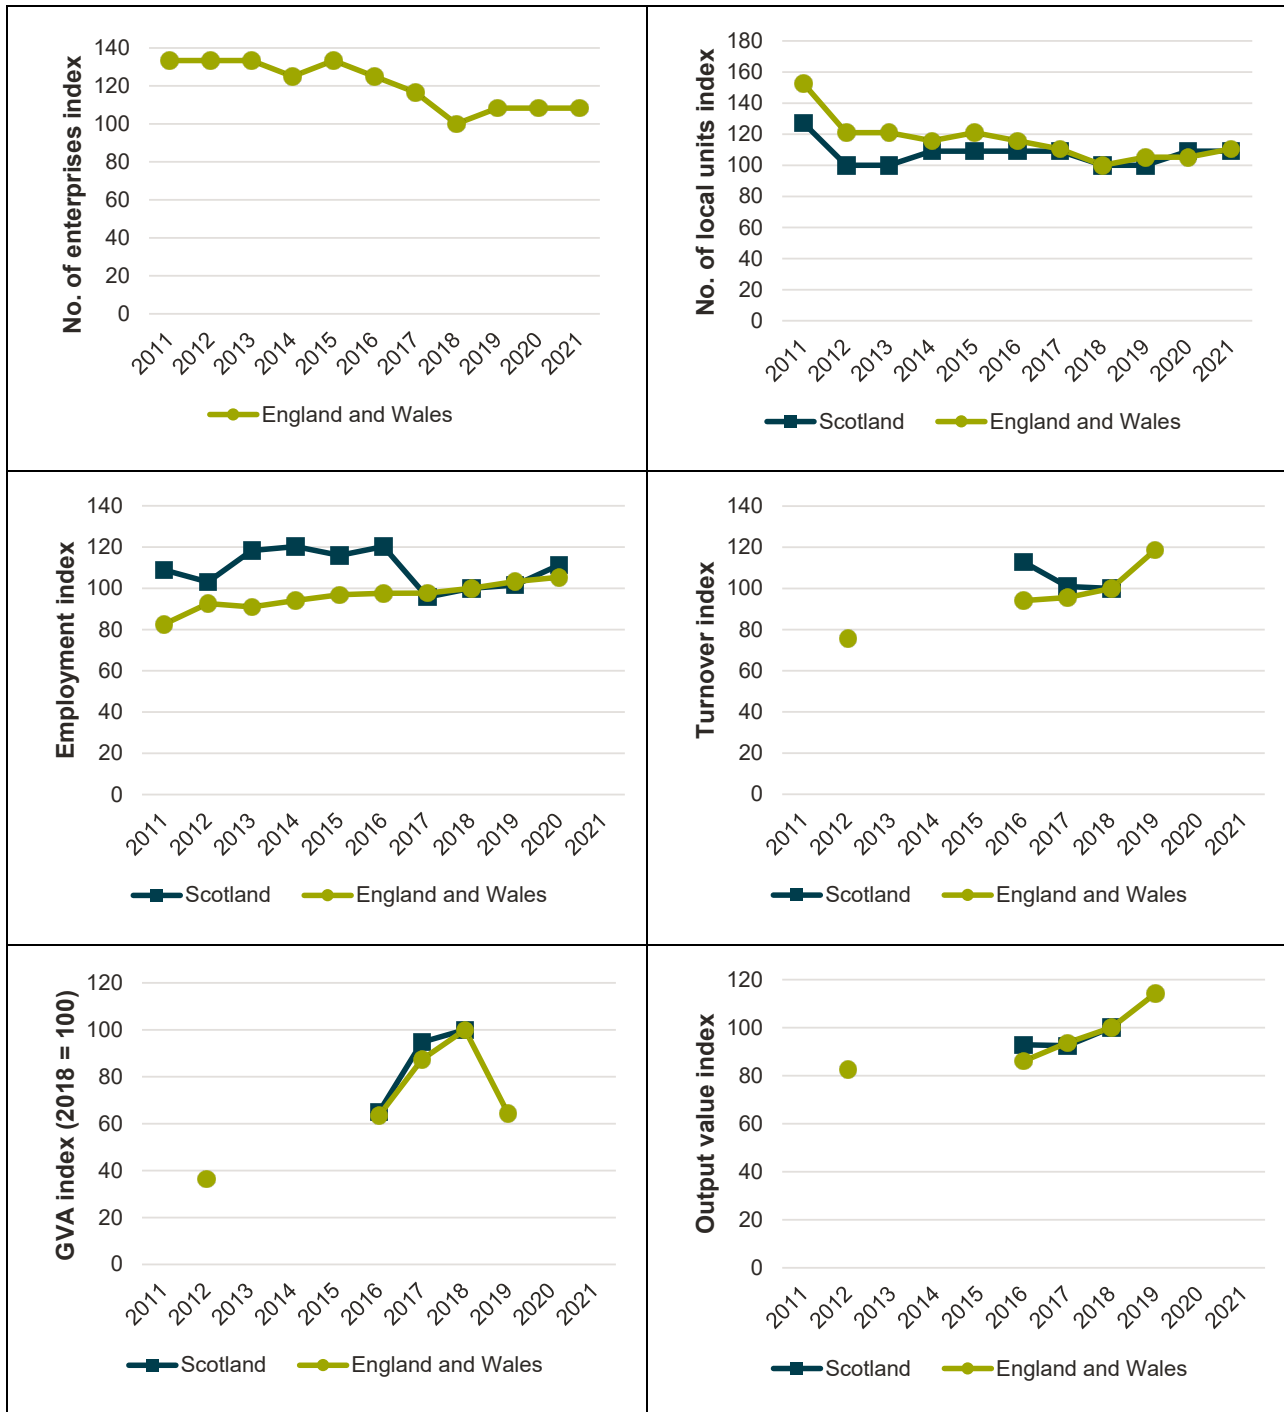 No. of enterprises index
140
120
100
80
60
40
20
0
2011 2012 2013 2014 2015 2016 2017 2018 2019 2020 2021
England and Wales
No. of local units index
180
160
140
120
100
80
60
40
20
0
2011 2012 2013 2014 2015 2016 2017 2018 2019 2020 2021
Scotland England and Wales
Employment index
140
120
100
80
60
40
20
0
2011 2012 2013 2014 2015 2016 2017 2018 2019 2020 2021
Scotland England and Wales
Turnover index
140
120
100
80
60
40
20
0
2011 2012 2013 2014 2015 2016 2017 2018 2019 2020 2021
Scotland England and Wales
GVA index (2018 = 100)
120
100
80
60
40
20
0
2011 2012 2013 2014 2015 2016 2017 2018 2019 2020 2021
Scotland England and Wales
Output value index
120
100
80
60
40
20
0
2011 2012 2013 2014 2015 2016 2017 2018 2019 2020 2021
Scotland England and Wales